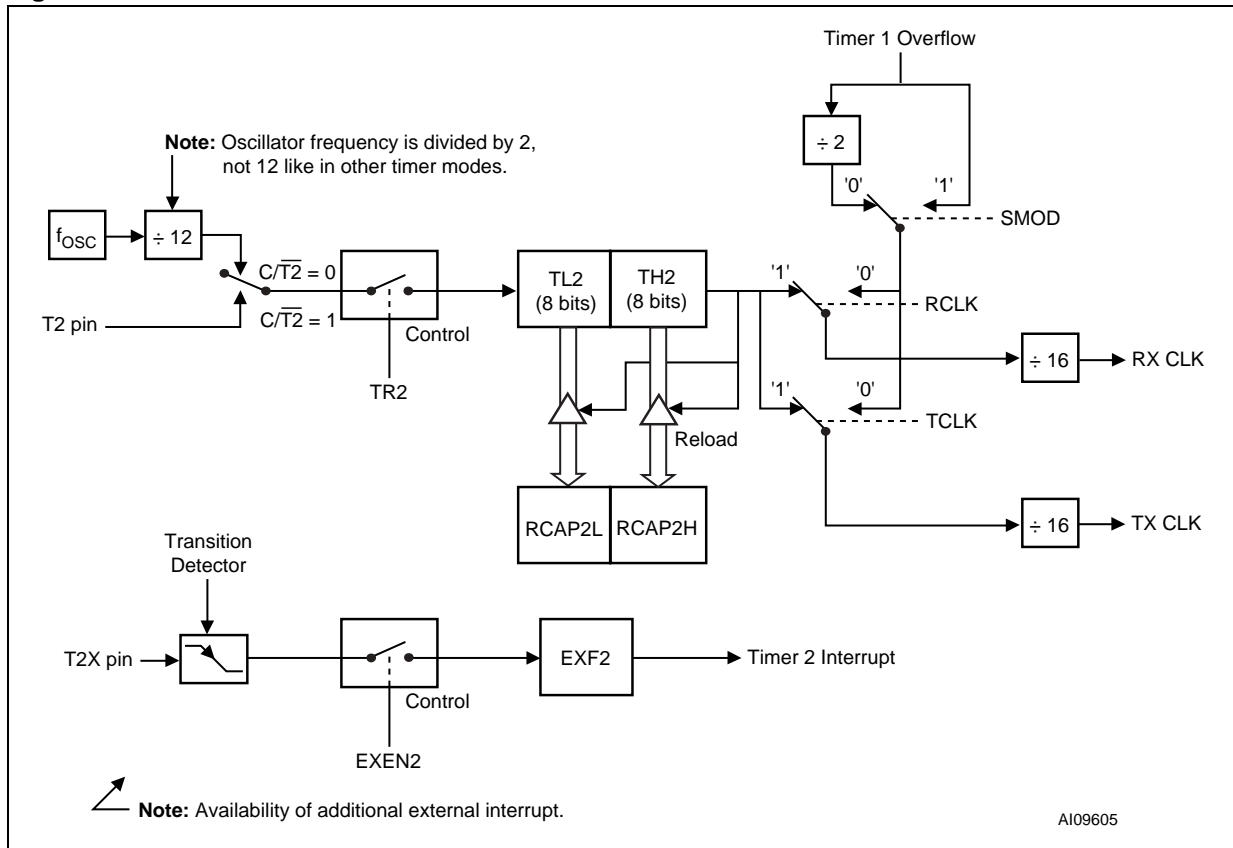 Timer 1 Overflow
÷ 2
Note: Oscillator frequency is divided by 2,
not 12 like in other timer modes.
'0'
'1'
SMOD
fOSC
÷ 12
C/T2 = 0
TL2
(8 bits)
TH2
(8 bits)
'1'
'0'
RCLK
T2 pin
C/T2 = 1
Control
÷ 16
RX CLK
TR2
'1'
'0'
TCLK
Reload
RCAP2L
RCAP2H
÷ 16
TX CLK
Transition
Detector
T2X pin
EXF2
Timer 2 Interrupt
Control
EXEN2
Note: Availability of additional external interrupt.
AI09605